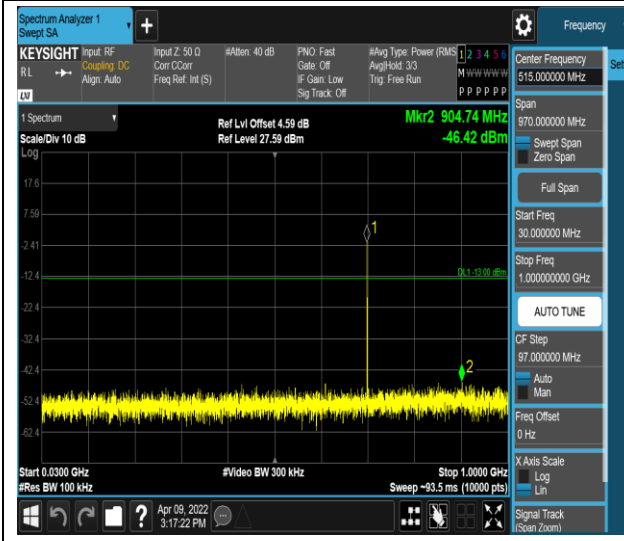 Spectrum Analyzer 1
Swept SA
Frequency
KEYSIGHT
RL
Input: RF
Coupling: DC
Align: Auto
Input Z: 50 Ω
Corr CCorr
Freq Ref: Int (S)
#Atten: 40 dB
PNO: Fast
Gate: Off
IF Gain: Low
Sig Track: Off
#Avg Type: Power (RMS
Avg|Hold: 3/3
Trig: Free Run
1 2 3 4 5 6
M W W W W W
P P P P P P
LXI
1 Spectrum
Scale/Div 10 dB
Log
Ref Lvl Offset 4.59 dB
Ref Level 27.59 dBm
Mkr2 904.74 MHz
-46.42 dBm
17.6
7.59
-2.41
-12.4
-22.4
-32.4
-42.4
-52.4
-62.4
1
DL1 -13.00 dBm
2
Start 0.0300 GHz
#Res BW 100 kHz
#Video BW 300 kHz
Stop 1.0000 GHz
Sweep ~93.5 ms (10000 pts)
Apr 09, 2022
3:17:22 PM
Center Frequency
515.000000 MHz
Set
Span
970.000000 MHz
Swept Span
Zero Span
Full Span
Start Freq
30.000000 MHz
Stop Freq
1.000000000 GHz
AUTO TUNE
CF Step
97.000000 MHz
Auto
Man
Freq Offset
0 Hz
X Axis Scale
Log
Lin
Signal Track
(Span Zoom)